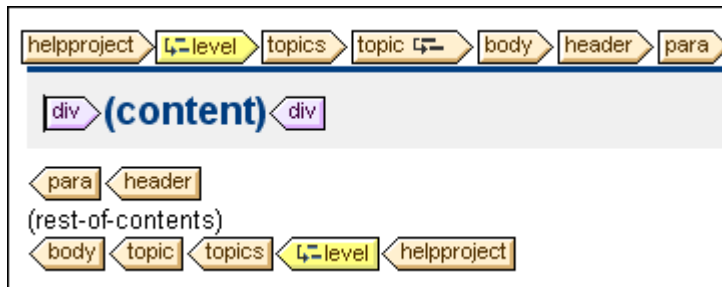 helpproject level topics topic body header para
div (content) div
para header
(rest-of-contents)
body topic topics level helpproject